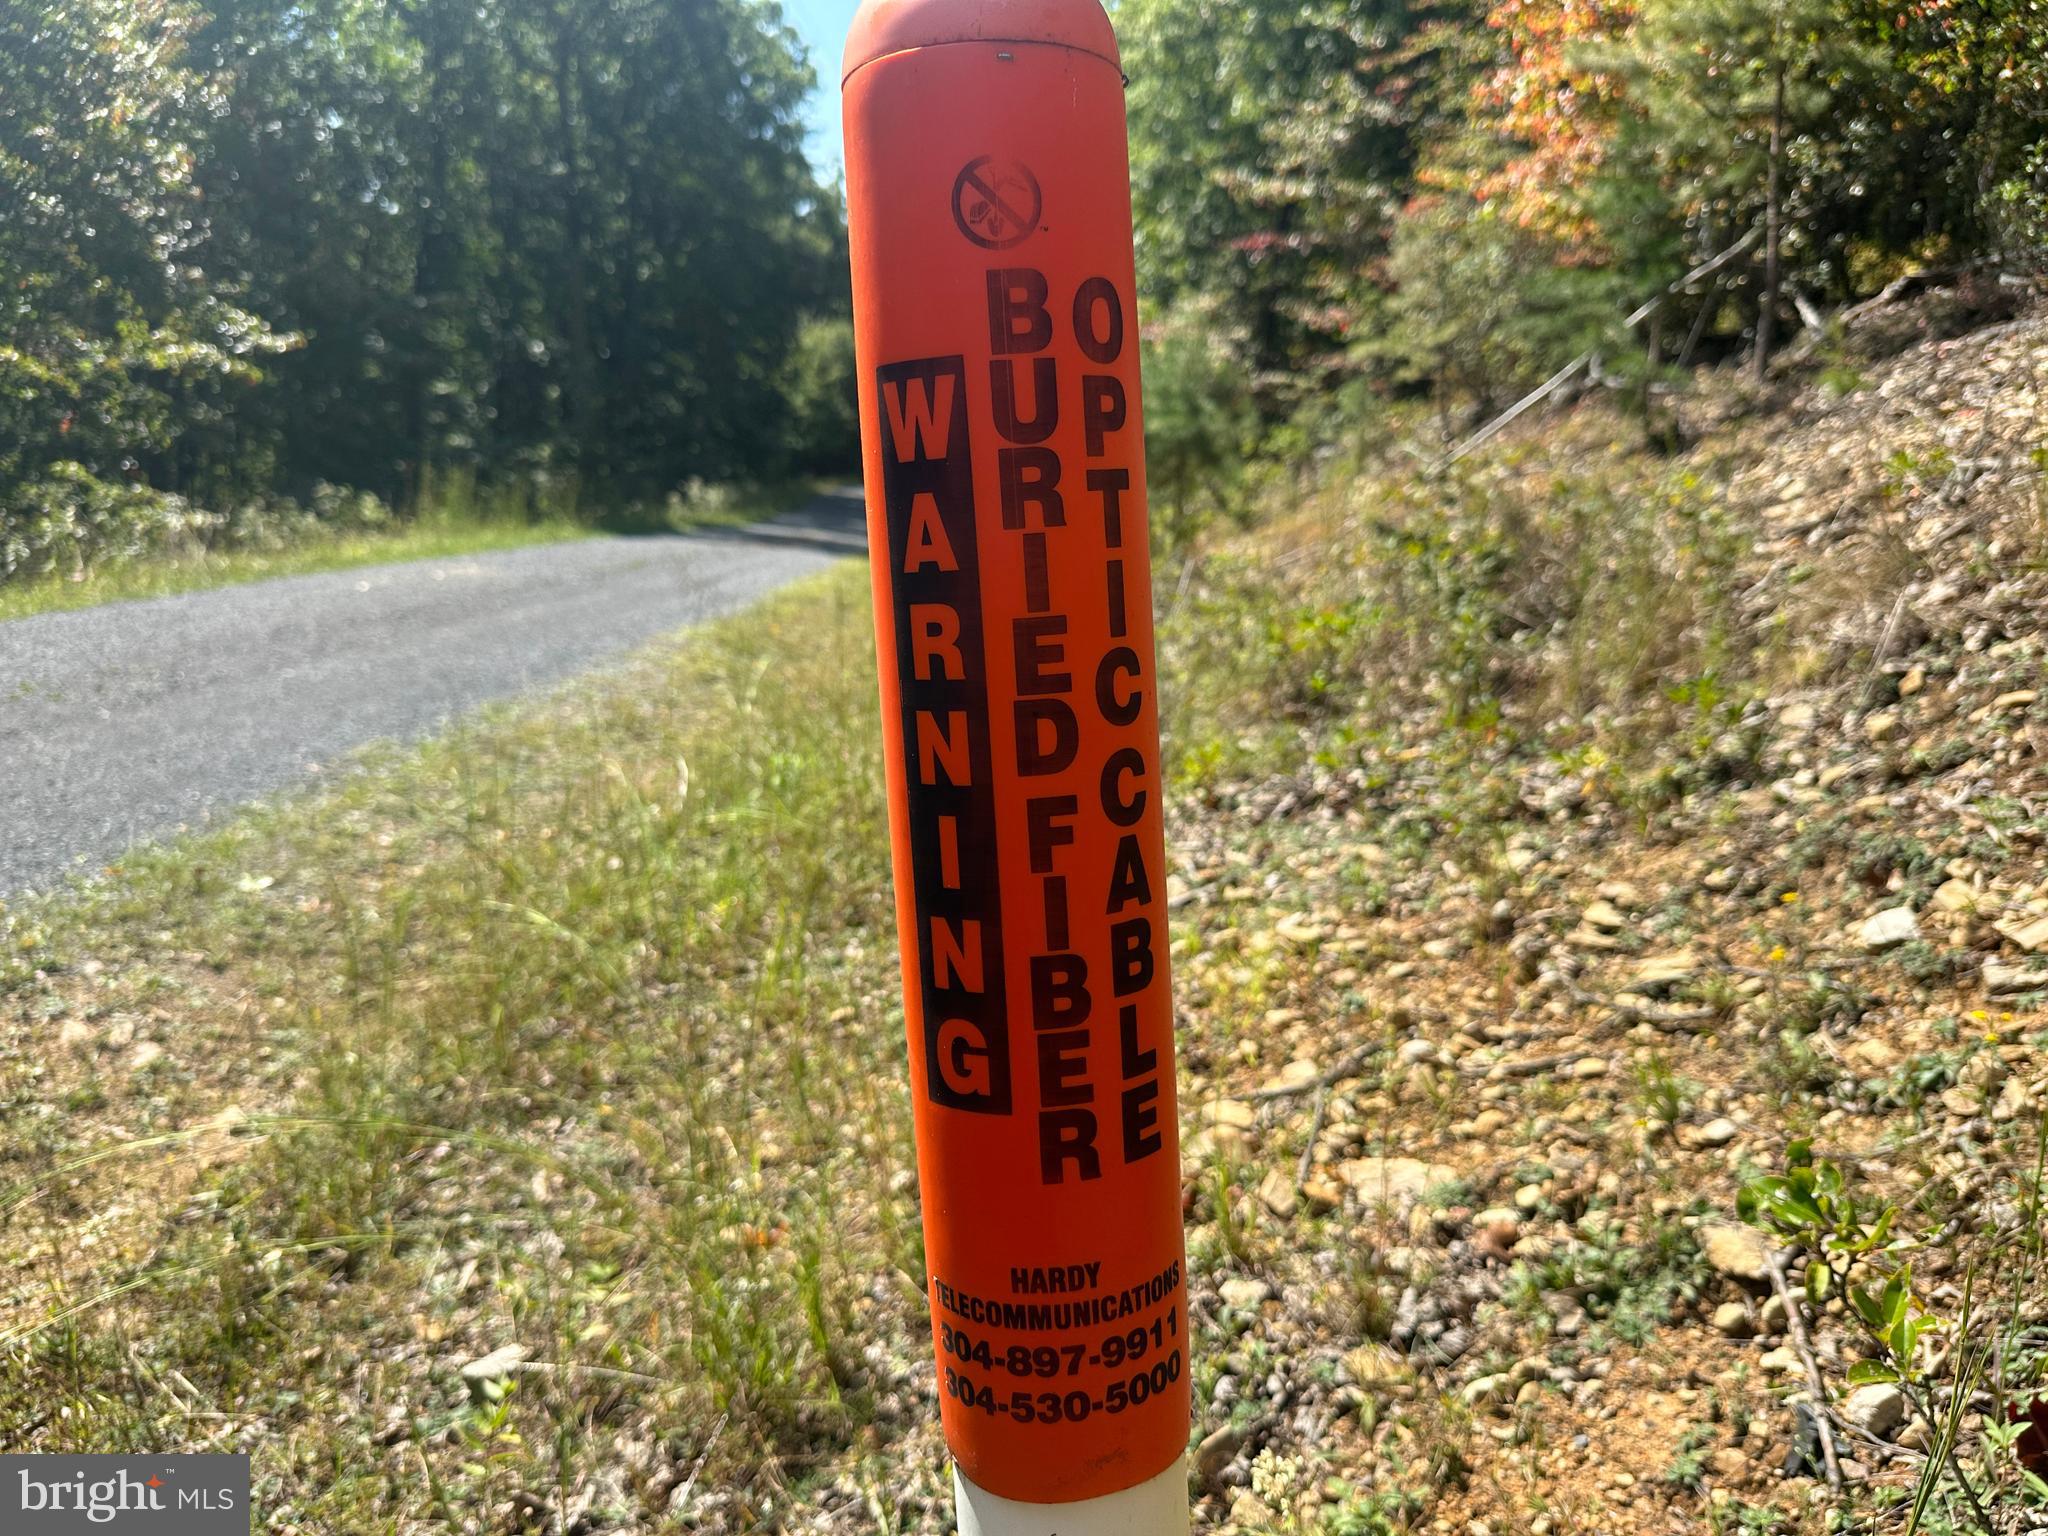 WARNING
BURIED FIBER
OPTIC CABLE
HARDY
TELECOMMUNICATIONS
304-897-9911
304-530-5000
bright MLS